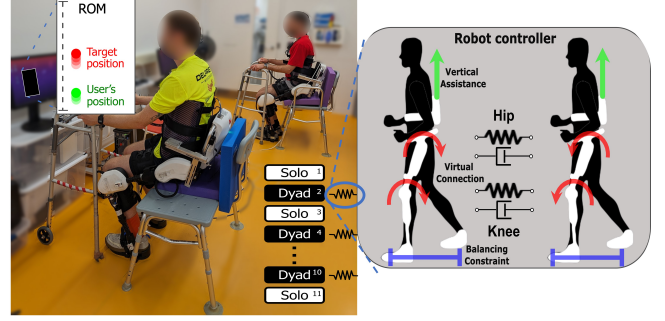 ROM
Target
position
User's
position
Solo 1
Dyad 2
Solo 3
Dyad 4
Dyad 10
Solo 11
Robot controller
Vertical
Assistance
Hip
Virtual
Connection
Knee
Balancing
Constraint